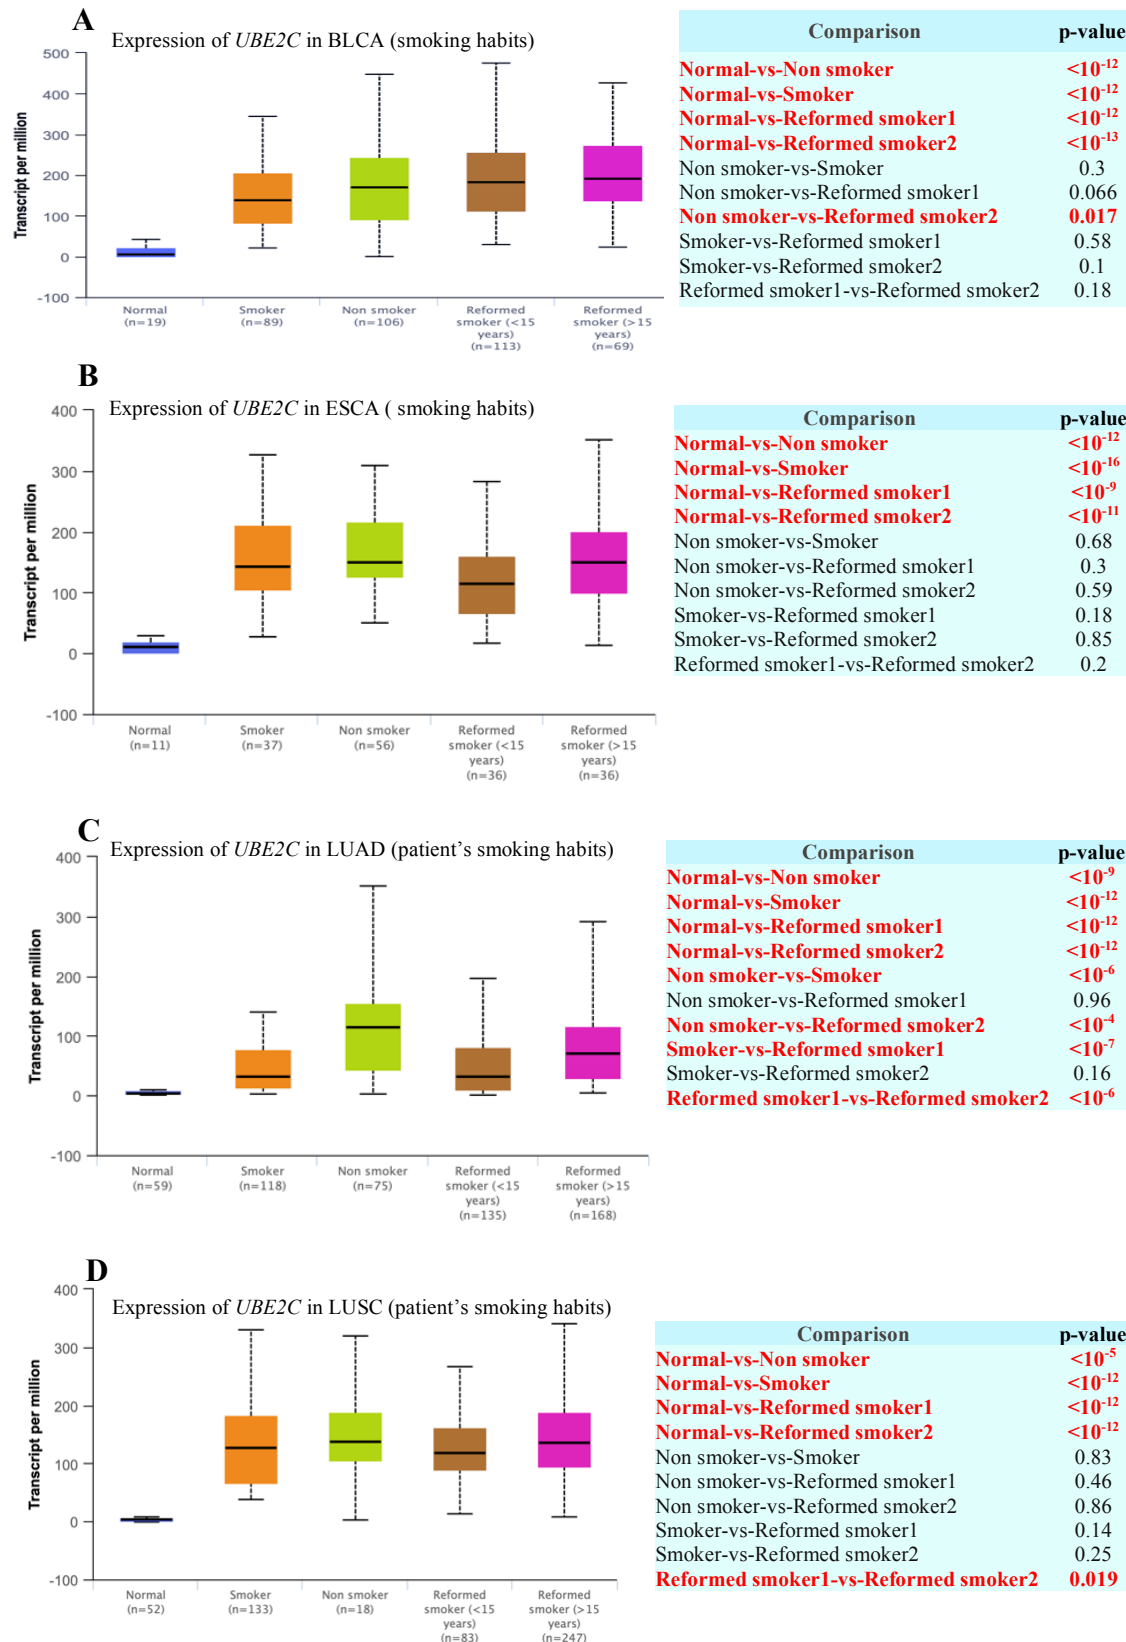 A
Expression of UBE2C in BLCA (smoking habits)
Transcript per million
500
400
300
200
100
0
-100
Normal
(n=19)
Smoker
(n=89)
Non smoker
(n=106)
Reformed
smoker (<15
years)
(n=113)
Reformed
smoker (>15
years)
(n=69)
Comparison p-value
Normal-vs-Non smoker <10-12
Normal-vs-Smoker <10-12
Normal-vs-Reformed smoker1 <10-12
Normal-vs-Reformed smoker2 <10-13
Non smoker-vs-Smoker 0.3
Non smoker-vs-Reformed smoker1 0.066
Non smoker-vs-Reformed smoker2 0.017
Smoker-vs-Reformed smoker1 0.58
Smoker-vs-Reformed smoker2 0.1
Reformed smoker1-vs-Reformed smoker2 0.18
B
Expression of UBE2C in ESCA ( smoking habits)
Transcript per million
400
300
200
100
0
-100
Normal
(n=11)
Smoker
(n=37)
Non smoker
(n=56)
Reformed
smoker (<15
years)
(n=36)
Reformed
smoker (>15
years)
(n=36)
Comparison p-value
Normal-vs-Non smoker <10-12
Normal-vs-Smoker <10-16
Normal-vs-Reformed smoker1 <10-9
Normal-vs-Reformed smoker2 <10-11
Non smoker-vs-Smoker 0.68
Non smoker-vs-Reformed smoker1 0.3
Non smoker-vs-Reformed smoker2 0.59
Smoker-vs-Reformed smoker1 0.18
Smoker-vs-Reformed smoker2 0.85
Reformed smoker1-vs-Reformed smoker2 0.2
C
Expression of UBE2C in LUAD (patient's smoking habits)
Transcript per million
400
300
200
100
0
-100
Normal
(n=59)
Smoker
(n=118)
Non smoker
(n=75)
Reformed
smoker (<15
years)
(n=135)
Reformed
smoker (>15
years)
(n=168)
Comparison p-value
Normal-vs-Non smoker <10-9
Normal-vs-Smoker <10-12
Normal-vs-Reformed smoker1 <10-12
Normal-vs-Reformed smoker2 <10-12
Non smoker-vs-Smoker <10-6
Non smoker-vs-Reformed smoker1 0.96
Non smoker-vs-Reformed smoker2 <10-4
Smoker-vs-Reformed smoker1 <10-7
Smoker-vs-Reformed smoker2 0.16
Reformed smoker1-vs-Reformed smoker2 <10-6
D
Expression of UBE2C in LUSC (patient's smoking habits)
Transcript per million
400
300
200
100
0
-100
Normal
(n=52)
Smoker
(n=133)
Non smoker
(n=18)
Reformed
smoker (<15
years)
(n=83)
Reformed
smoker (>15
years)
(n=247)
Comparison p-value
Normal-vs-Non smoker <10-5
Normal-vs-Smoker <10-12
Normal-vs-Reformed smoker1 <10-12
Normal-vs-Reformed smoker2 <10-12
Non smoker-vs-Smoker 0.83
Non smoker-vs-Reformed smoker1 0.46
Non smoker-vs-Reformed smoker2 0.86
Smoker-vs-Reformed smoker1 0.14
Smoker-vs-Reformed smoker2 0.25
Reformed smoker1-vs-Reformed smoker2 0.019